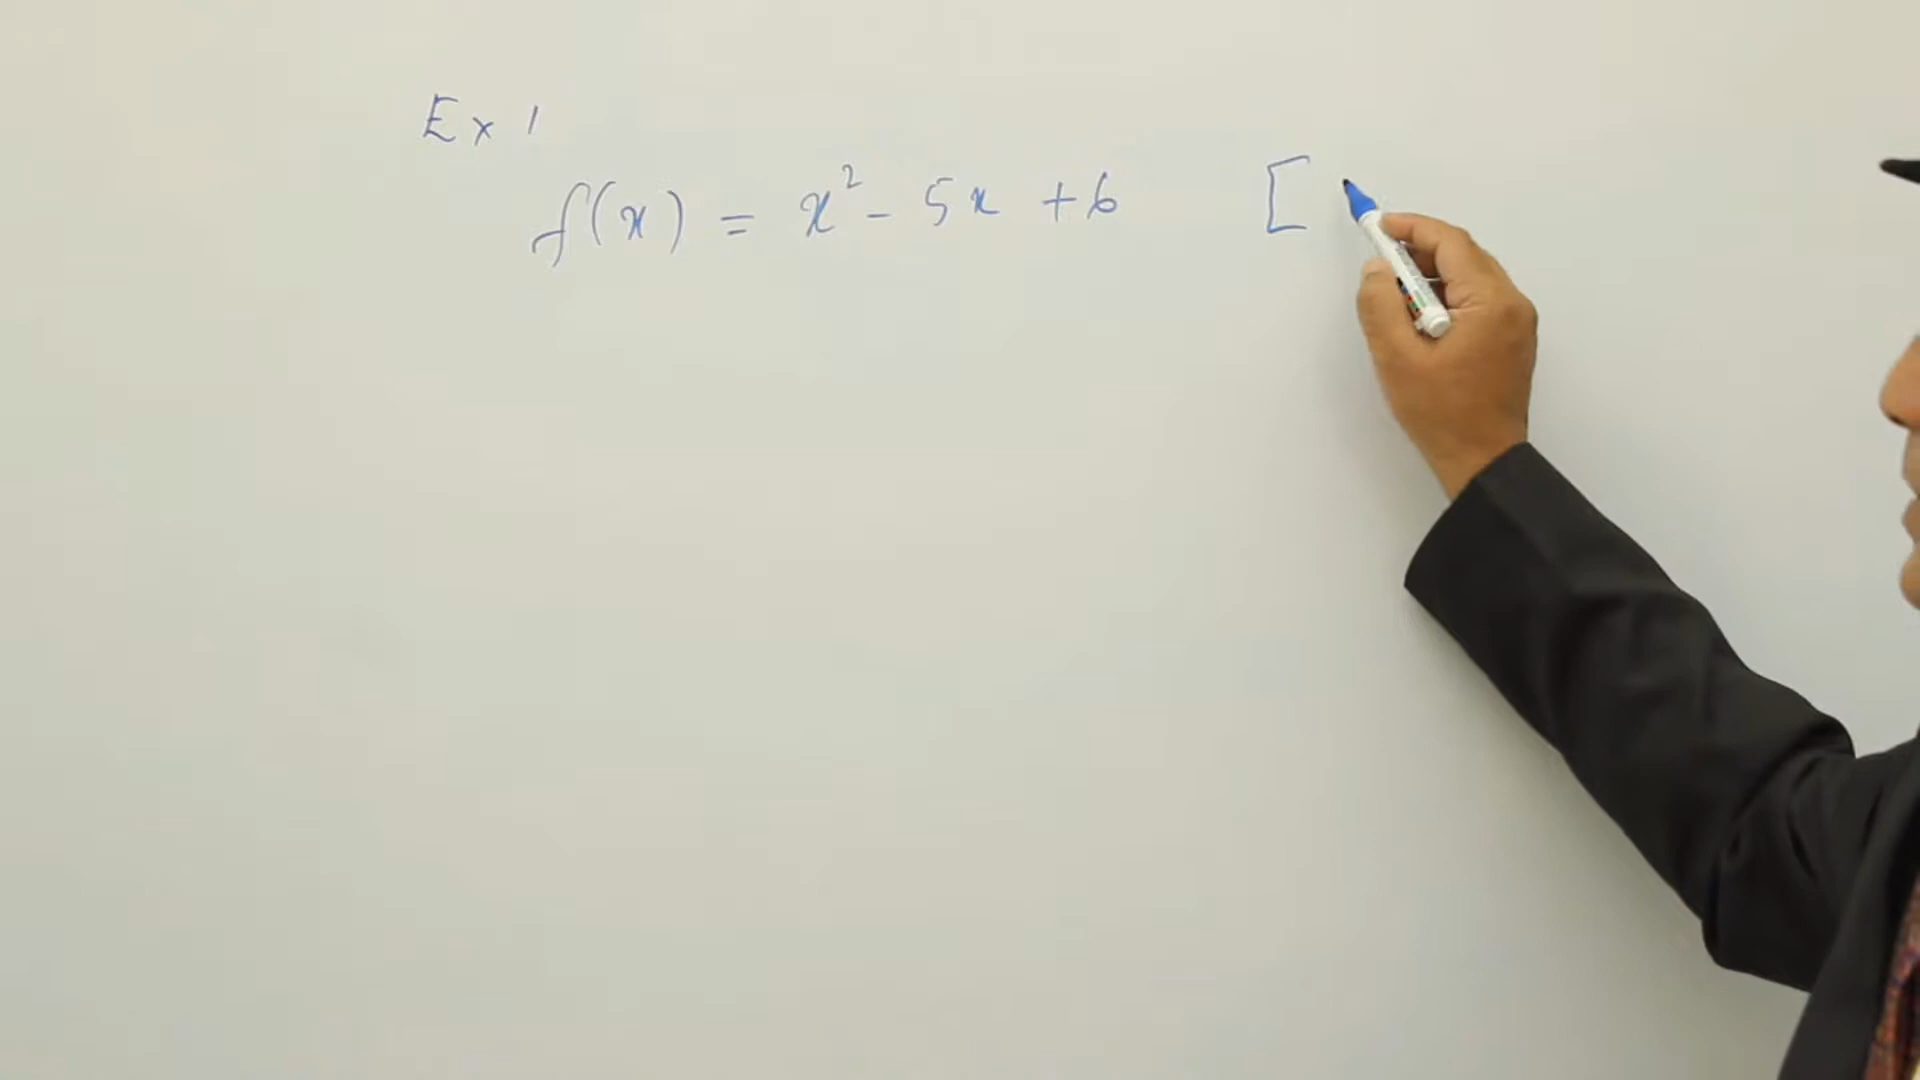 Ex 1
f(x) = x² - 5x + 6 [